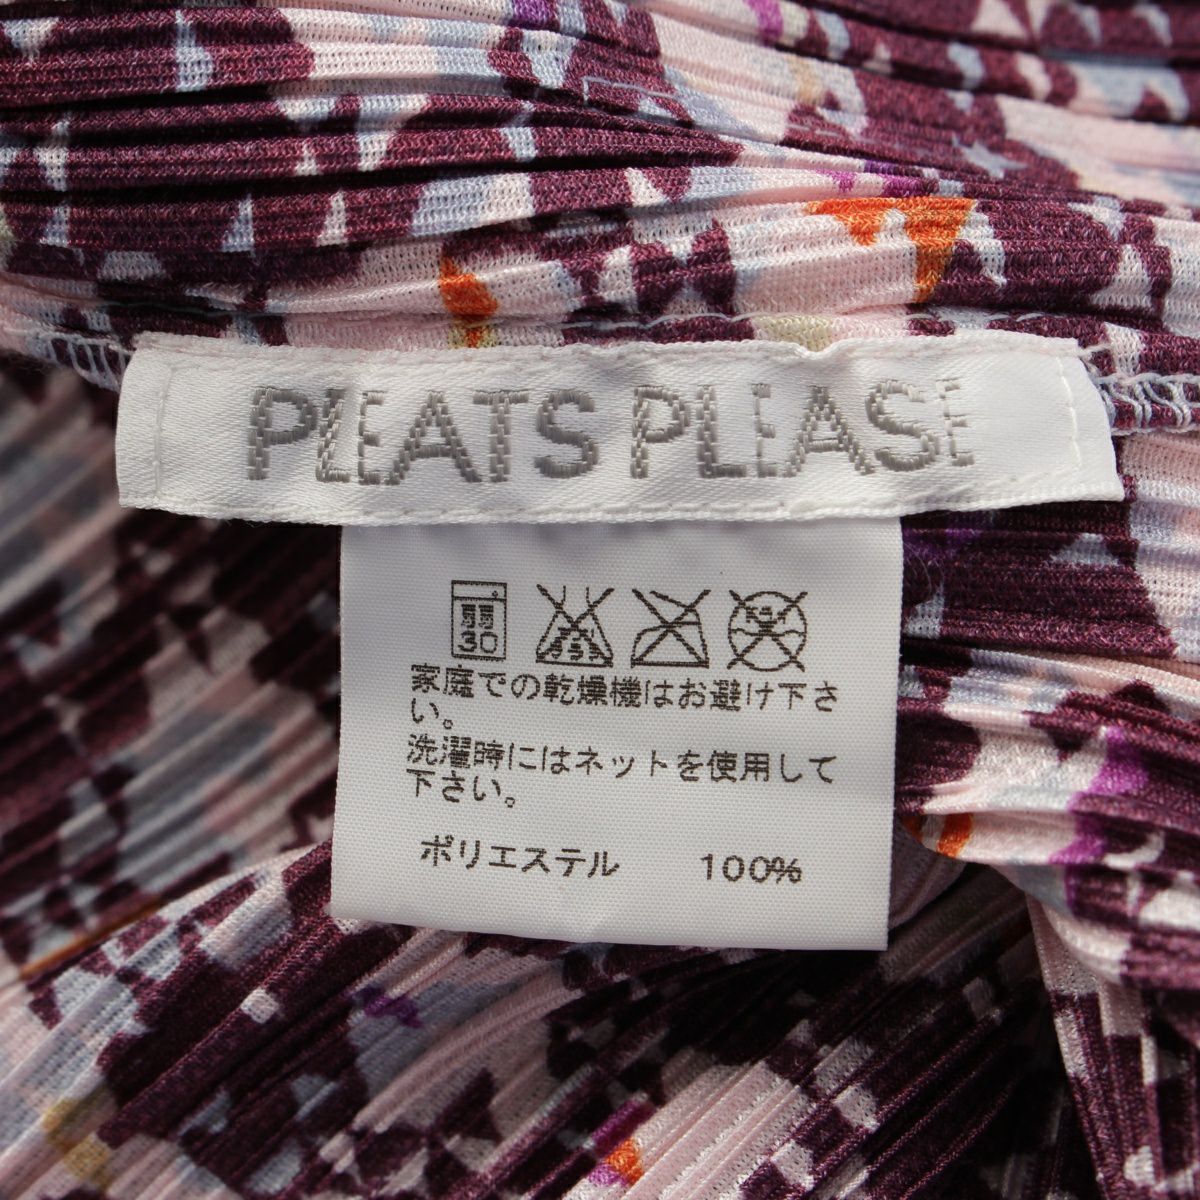 PLEATS PLEASE
弱 30
家庭での乾燥機はお避け下さ
い。
洗濯時にはネットを使用して
下さい。
ポリエステル 100%